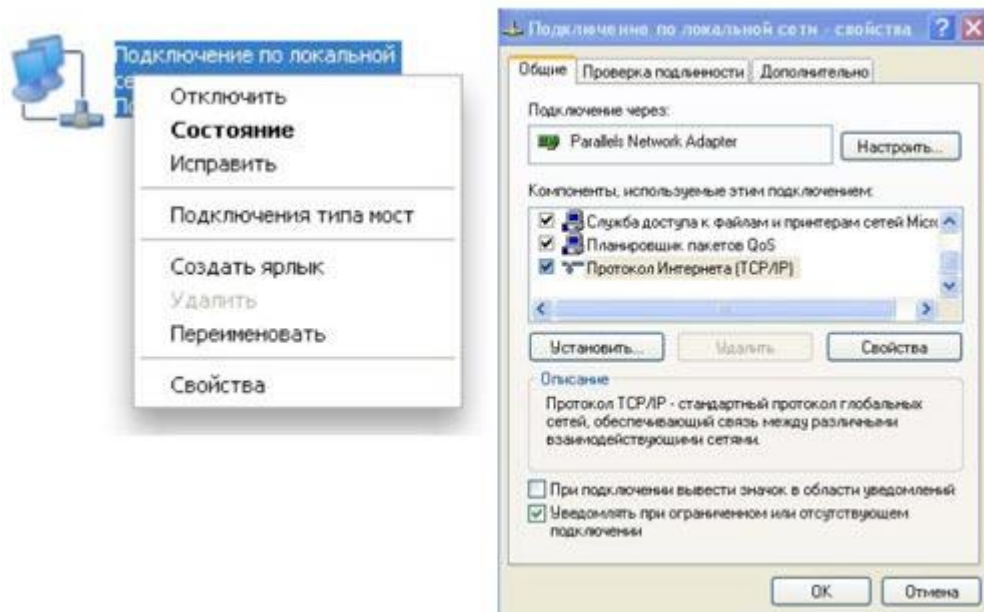 Подключение по локальной
се
По
Отключить
Состояние
Исправить
Подключения типа мост
Создать ярлык
Удалить
Переименовать
Свойства
Подключение по локальной сети - свойства
Общие
Проверка подлинности
Дополнительно
Подключение через:
Parallels Network Adapter
Настроить...
Компоненты, используемые этим подключением:
Служба доступа к файлам и принтерам сетей Micr
Планировщик пакетов QoS
Протокол Интернета (TCP/IP)
Установить...
Удалить
Свойства
Описание
Протокол TCP/IP - стандартный протокол глобальных
сетей, обеспечивающий связь между различными
взаимодействующими сетями.
При подключении вывести значок в области уведомлений
Уведомлять при ограниченном или отсутствующем
подключении
OK
Отмена